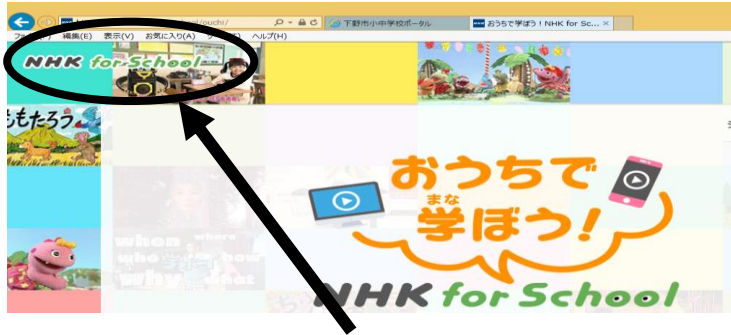 ouchi/
下野市小中学校ポータル
おうちで学ぼう!NHK for Sc...
編集(E) 表示(V) お気に入り(A) ヘルプ(H)
NHK for School
ももたろう
おうちで
まな
学ぼう!
when where
who how
why what
NHK for School